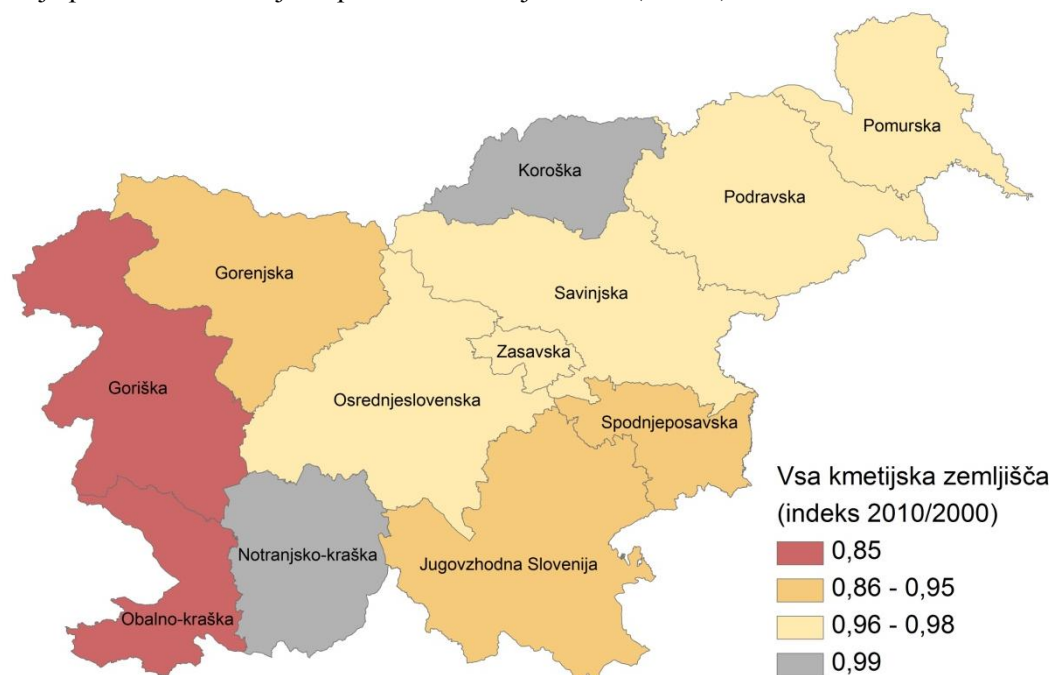 Pomurska
Koroška
Podravska
Gorenjska
Savinjska
Zasavska
Goriška
Osrednjeslovenska
Spodnjeposavska
Notranjsko-kraška
Jugovzhodna Slovenija
Obalno-kraška
Vsa kmetijska zemljišča
(indeks 2010/2000)
0,85
0,86 - 0,95
0,96 - 0,98
0,99